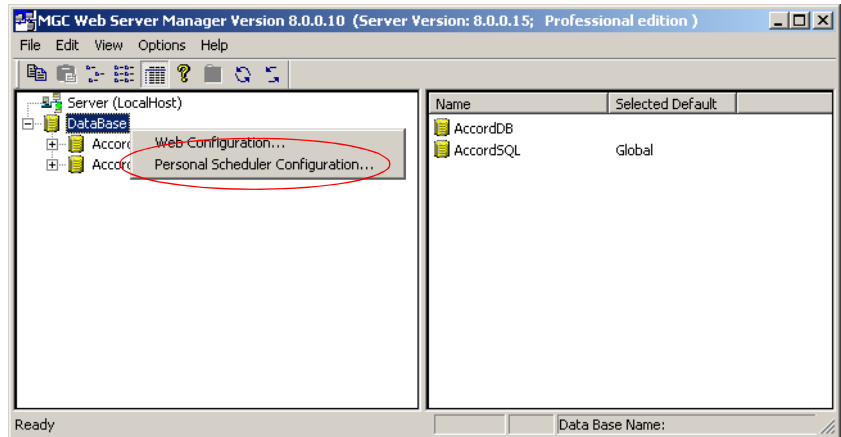 MGC Web Server Manager Version 8.0.0.10 (Server Version: 8.0.0.15; Professional edition )
File Edit View Options Help
Server (LocalHost)
DataBase
Accord
Accord
Web Configuration...
Personal Scheduler Configuration...
Name Selected Default
AccordDB
AccordSQL Global
Ready Data Base Name: